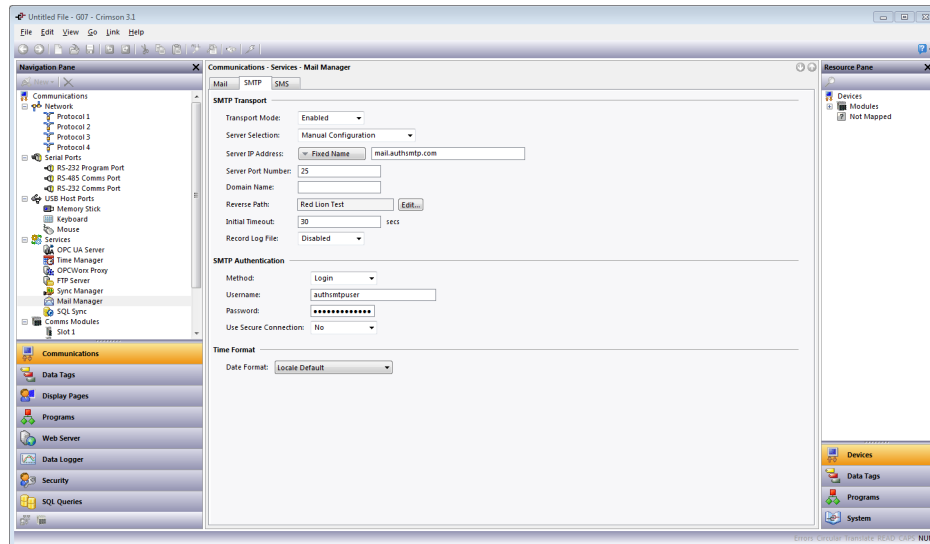 Untitled File - G07 - Crimson 3.1
File Edit View Go Link Help
Navigation Pane
New
Communications
Network
Protocol 1
Protocol 2
Protocol 3
Protocol 4
Serial Ports
RS-232 Program Port
RS-485 Comms Port
RS-232 Comms Port
USB Host Ports
Memory Stick
Keyboard
Mouse
Services
OPC UA Server
Time Manager
OPCWorx Proxy
FTP Server
Sync Manager
Mail Manager
SQL Sync
Comms Modules
Slot 1
Communications
Data Tags
Display Pages
Programs
Web Server
Data Logger
Security
SQL Queries
Communications - Services - Mail Manager
Mail SMTP SMS
SMTP Transport
Transport Mode: Enabled
Server Selection: Manual Configuration
Server IP Address: Fixed Name mail.authsmtp.com
Server Port Number: 25
Domain Name:
Reverse Path: Red Lion Test Edit...
Initial Timeout: 30 secs
Record Log File: Disabled
SMTP Authentication
Method: Login
Username: authsmtpuser
Password: •••••••••••••
Use Secure Connection: No
Time Format
Date Format: Locale Default
Resource Pane
Devices
Modules
Not Mapped
Devices
Data Tags
Programs
System
Errors Circular Translate READ CAPS NUM